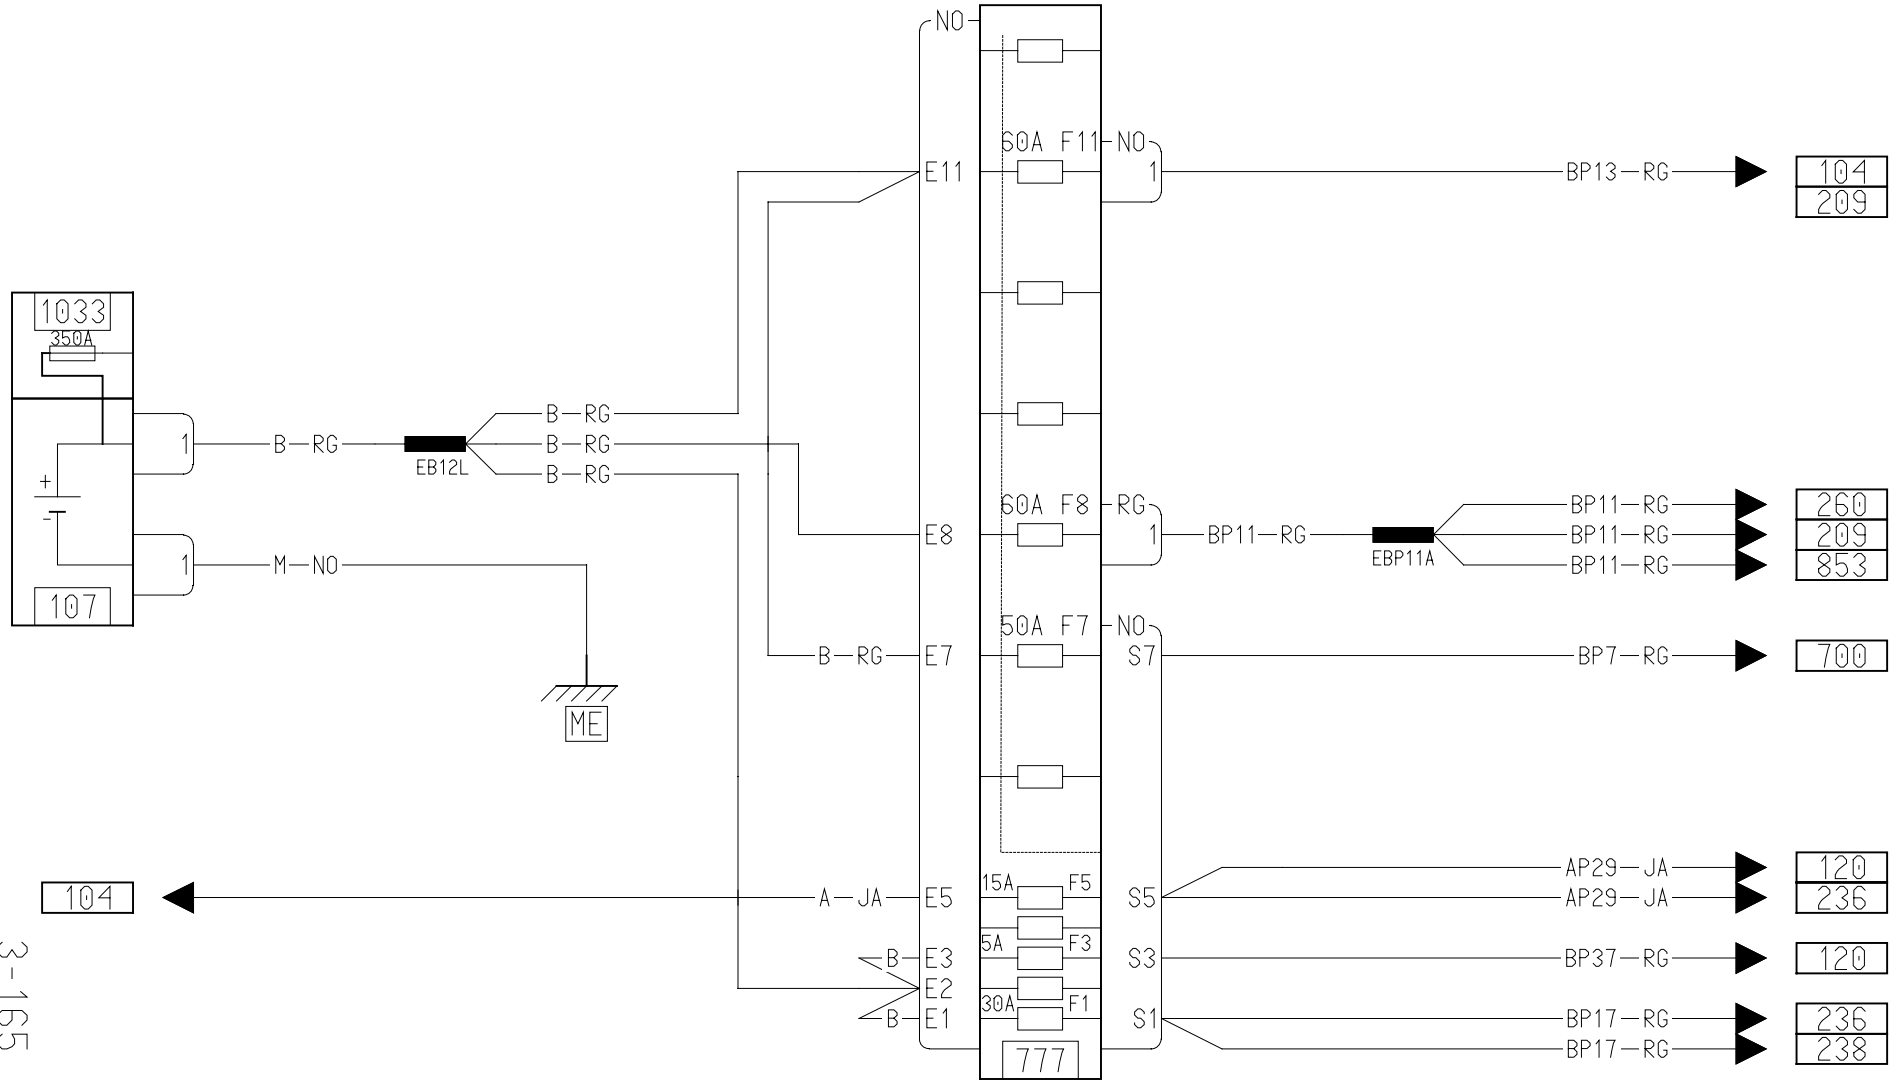 NO
60A F11 NO
E11 1 BP13 RG 104
209
1033
350A
B RG
1 B RG B RG
EB12L
B RG
+
-
60A F8 RG BP11 RG 260
E8 1 BP11 RG BP11 RG 209
EBP11A
1 M NO BP11 RG 853
107
50A F7 NO
B RG E7 S7 BP7 RG 700
ME
AP29 JA 120
15A F5
104 A JA E5 S5 AP29 JA 236
5A F3
B E3 S3 BP37 RG 120
E2
30A F1
B E1 S1 BP17 RG 236
777 BP17 RG 238
3-165